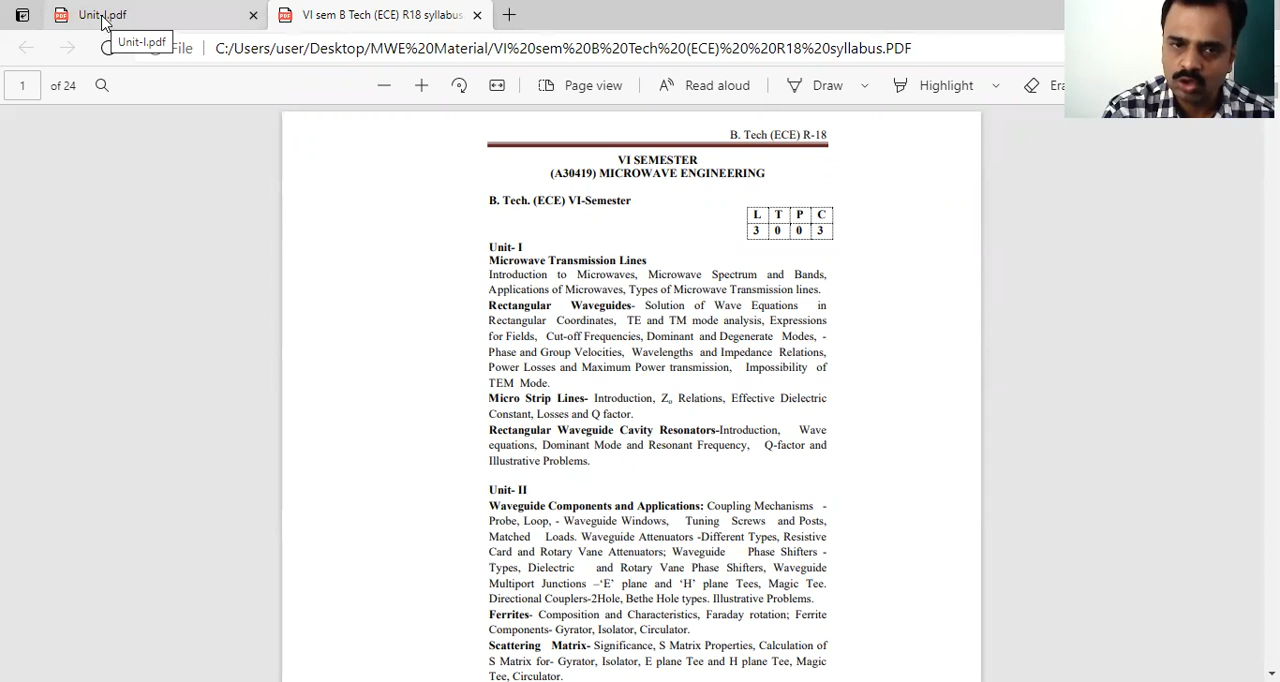 Unit-I.pdf
VI sem B Tech (ECE) R18 syllabus
Unit-I.pdf
File
C:/Users/user/Desktop/MWE%20Material/VI%20sem%20B%20Tech%20(ECE)%20%20R18%20syllabus.PDF
1 of 24
Page view
Read aloud
Draw
Highlight
B. Tech (ECE) R-18
VI SEMESTER
(A30419) MICROWAVE ENGINEERING
B. Tech. (ECE) VI-Semester
L T P C
3 0 0 3
Unit- I
Microwave Transmission Lines
Introduction to Microwaves, Microwave Spectrum and Bands,
Applications of Microwaves, Types of Microwave Transmission lines.
Rectangular Waveguides- Solution of Wave Equations in
Rectangular Coordinates, TE and TM mode analysis, Expressions
for Fields, Cut-off Frequencies, Dominant and Degenerate Modes, -
Phase and Group Velocities, Wavelengths and Impedance Relations,
Power Losses and Maximum Power transmission, Impossibility of
TEM Mode.
Micro Strip Lines- Introduction, Zo Relations, Effective Dielectric
Constant, Losses and Q factor.
Rectangular Waveguide Cavity Resonators-Introduction, Wave
equations, Dominant Mode and Resonant Frequency, Q-factor and
Illustrative Problems.
Unit- II
Waveguide Components and Applications: Coupling Mechanisms -
Probe, Loop, - Waveguide Windows, Tuning Screws and Posts,
Matched Loads. Waveguide Attenuators -Different Types, Resistive
Card and Rotary Vane Attenuators; Waveguide Phase Shifters -
Types, Dielectric and Rotary Vane Phase Shifters, Waveguide
Multiport Junctions –‘E’ plane and ‘H’ plane Tees, Magic Tee.
Directional Couplers-2Hole, Bethe Hole types. Illustrative Problems.
Ferrites- Composition and Characteristics, Faraday rotation; Ferrite
Components- Gyrator, Isolator, Circulator.
Scattering Matrix- Significance, S Matrix Properties, Calculation of
S Matrix for- Gyrator, Isolator, E plane Tee and H plane Tee, Magic
Tee, Circulator.